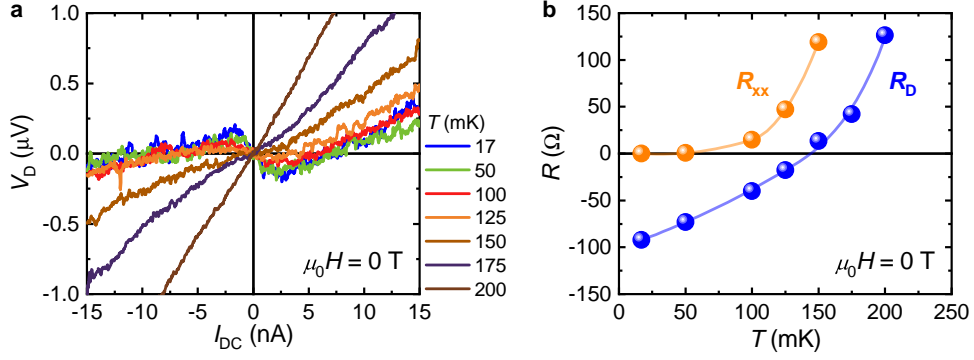 a
1.0
0.5
0.0
-0.5
-1.0
V_D (μV)
-15 -10 -5 0 5 10 15
I_DC (nA)
μ₀H = 0 T
T (mK)
17
50
100
125
150
175
200
b
150
100
50
0
-50
-100
-150
R (Ω)
R_xx
R_D
0 50 100 150 200 250
T (mK)
μ₀H = 0 T